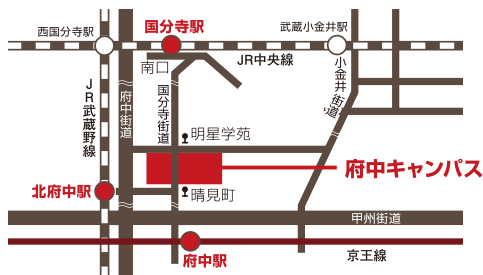 国分寺駅
西国分寺駅
武蔵小金井駅
JR中央線
南口
小金井街道
JR武蔵野線
府中街道
国分寺街道
明星学苑
府中キャンパス
北府中駅
晴見町
甲州街道
府中駅
京王線